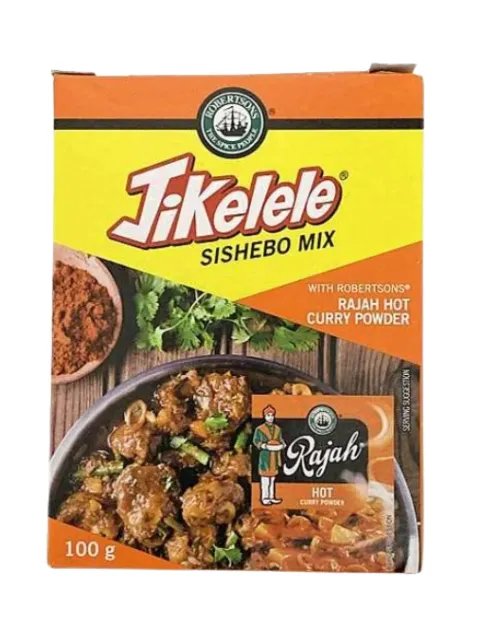 ROBERTSONS
THE SPICE PEOPLE
®
Jikelele®
SISHEBO MIX
WITH ROBERTSONS®
RAJAH HOT
CURRY POWDER
SERVING SUGGESTION
Rajah
HOT
CURRY POWDER
100 g